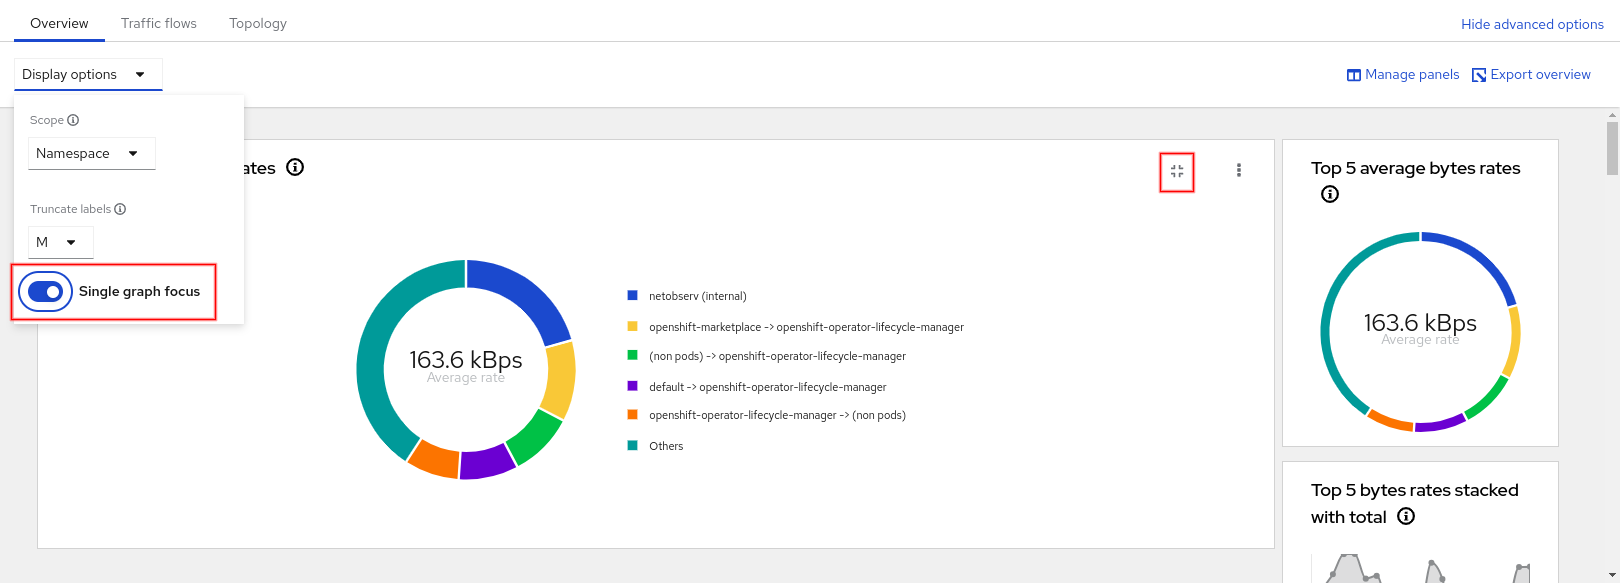 Overview
Traffic flows
Topology
Hide advanced options
Display options
Manage panels
Export overview
Scope
Namespace
Truncate labels
M
Single graph focus
ates
163.6 kBps
Average rate
netobserv (internal)
openshift-marketplace -> openshift-operator-lifecycle-manager
(non pods) -> openshift-operator-lifecycle-manager
default -> openshift-operator-lifecycle-manager
openshift-operator-lifecycle-manager -> (non pods)
Others
Top 5 average bytes rates
163.6 kBps
Average rate
Top 5 bytes rates stacked
with total